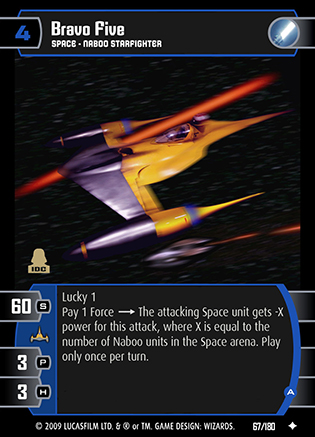 4 Bravo Five
SPACE - NABOO STARFIGHTER
IDC
60 S
Lucky 1
Pay 1 Force → The attacking Space unit gets -X
power for this attack, where X is equal to the
number of Naboo units in the Space arena. Play
only once per turn.
3 P
3 H
A
© 2009 LUCASFILM LTD. & ® or TM. GAME DESIGN: WIZARDS. 67/180